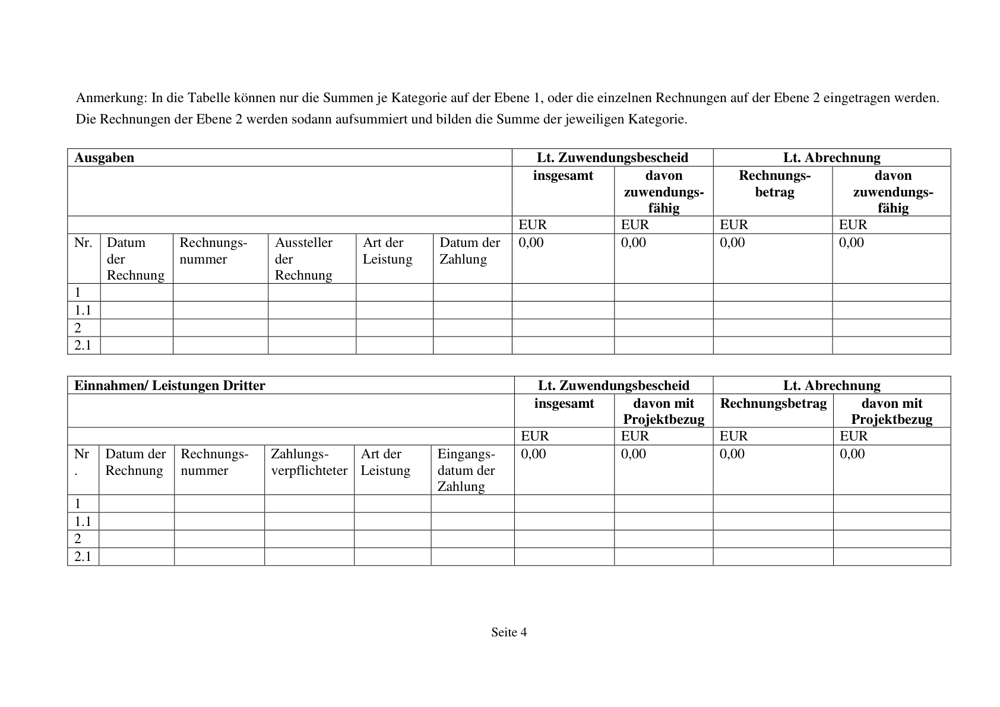 Anmerkung: In die Tabelle können nur die Summen je Kategorie auf der Ebene 1, oder die einzelnen Rechnungen auf der Ebene 2 eingetragen werden.
Die Rechnungen der Ebene 2 werden sodann aufsummiert und bilden die Summe der jeweiligen Kategorie.
Ausgaben Lt. Zuwendungsbescheid Lt. Abrechnung
insgesamt davon Rechnungs- davon
zuwendungs- betrag zuwendungs-
fähig fähig
EUR EUR EUR EUR
Nr. Datum Rechnungs- Aussteller Art der Datum der 0,00 0,00 0,00 0,00
der nummer der Leistung Zahlung
Rechnung Rechnung
1
1.1
2
2.1
Einnahmen/ Leistungen Dritter Lt. Zuwendungsbescheid Lt. Abrechnung
insgesamt davon mit Rechnungsbetrag davon mit
Projektbezug Projektbezug
EUR EUR EUR EUR
Nr Datum der Rechnungs- Zahlungs- Art der Eingangs- 0,00 0,00 0,00 0,00
. Rechnung nummer verpflichteter Leistung datum der
Zahlung
1
1.1
2
2.1
Seite 4